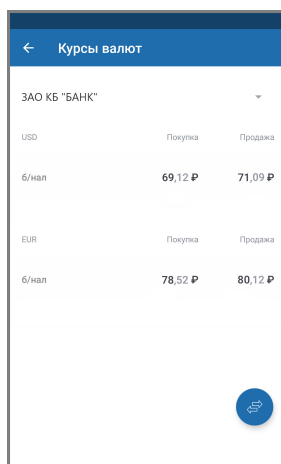 Курсы валют
ЗАО КБ "БАНК"
USD Покупка Продажа
б/нал 69,12 ₽ 71,09 ₽
EUR Покупка Продажа
б/нал 78,52 ₽ 80,12 ₽